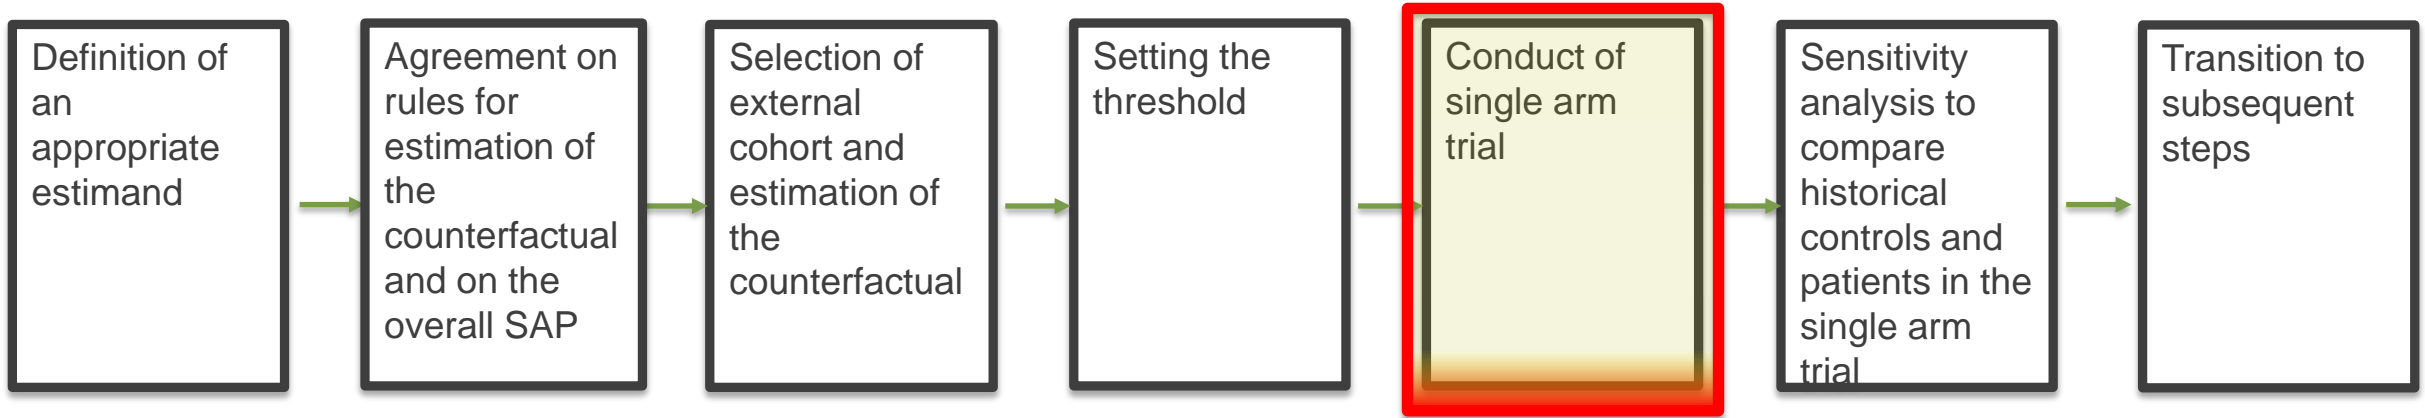 Definition of
an
appropriate
estimand
Agreement on
rules for
estimation of
the
counterfactual
and on the
overall SAP
Selection of
external
cohort and
estimation of
the
counterfactual
Setting the
threshold
Conduct of
single arm
trial
Sensitivity
analysis to
compare
historical
controls and
patients in the
single arm
trial
Transition to
subsequent
steps